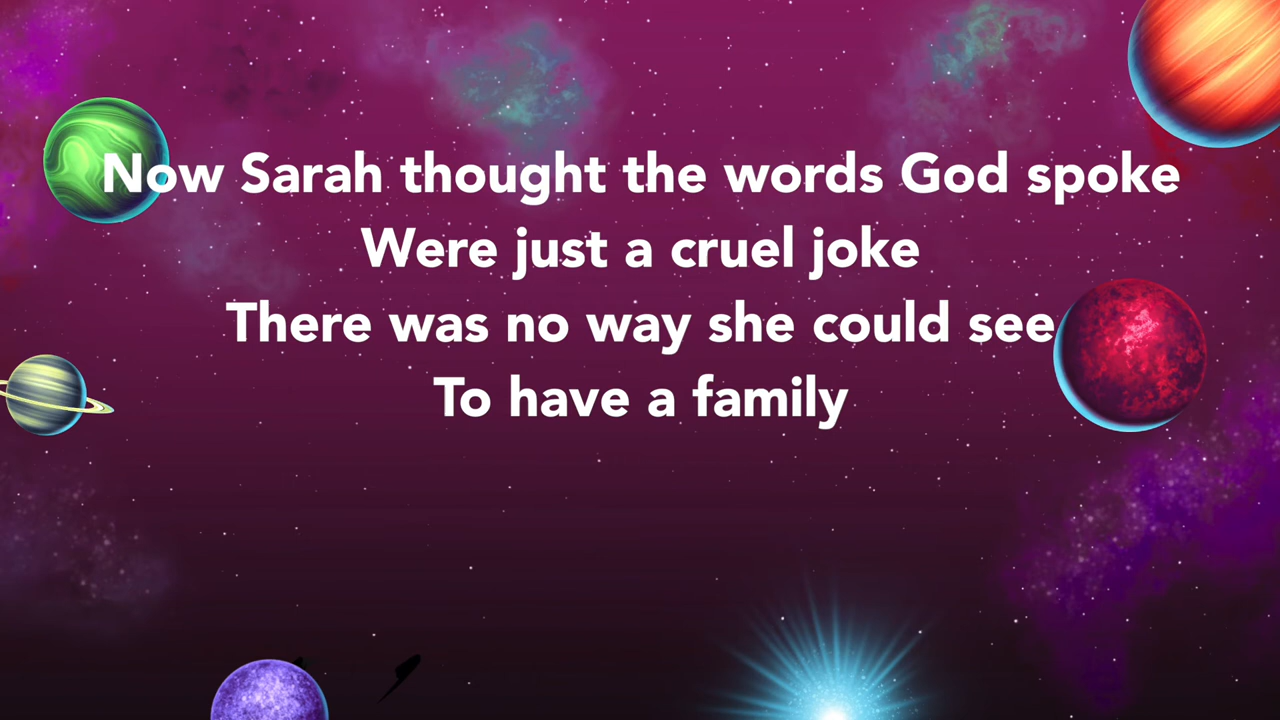 Now Sarah thought the words God spoke
Were just a cruel joke
There was no way she could see
To have a family